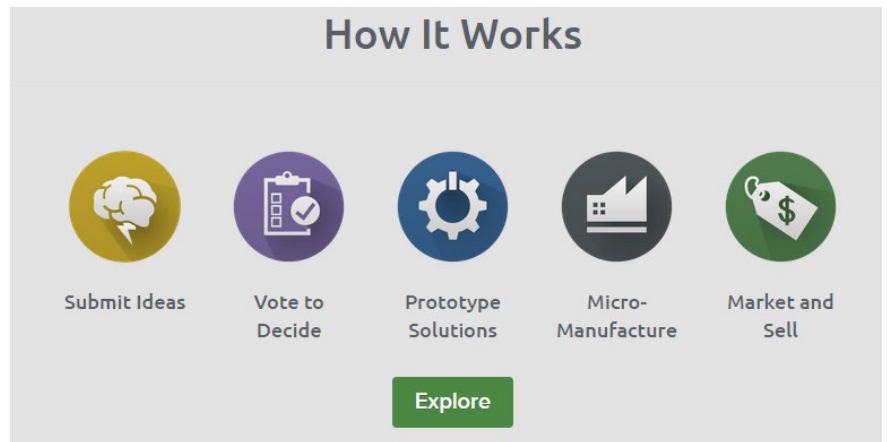 How It Works
Submit Ideas
Vote to
Decide
Prototype
Solutions
Micro-
Manufacture
Market and
Sell
$
Explore